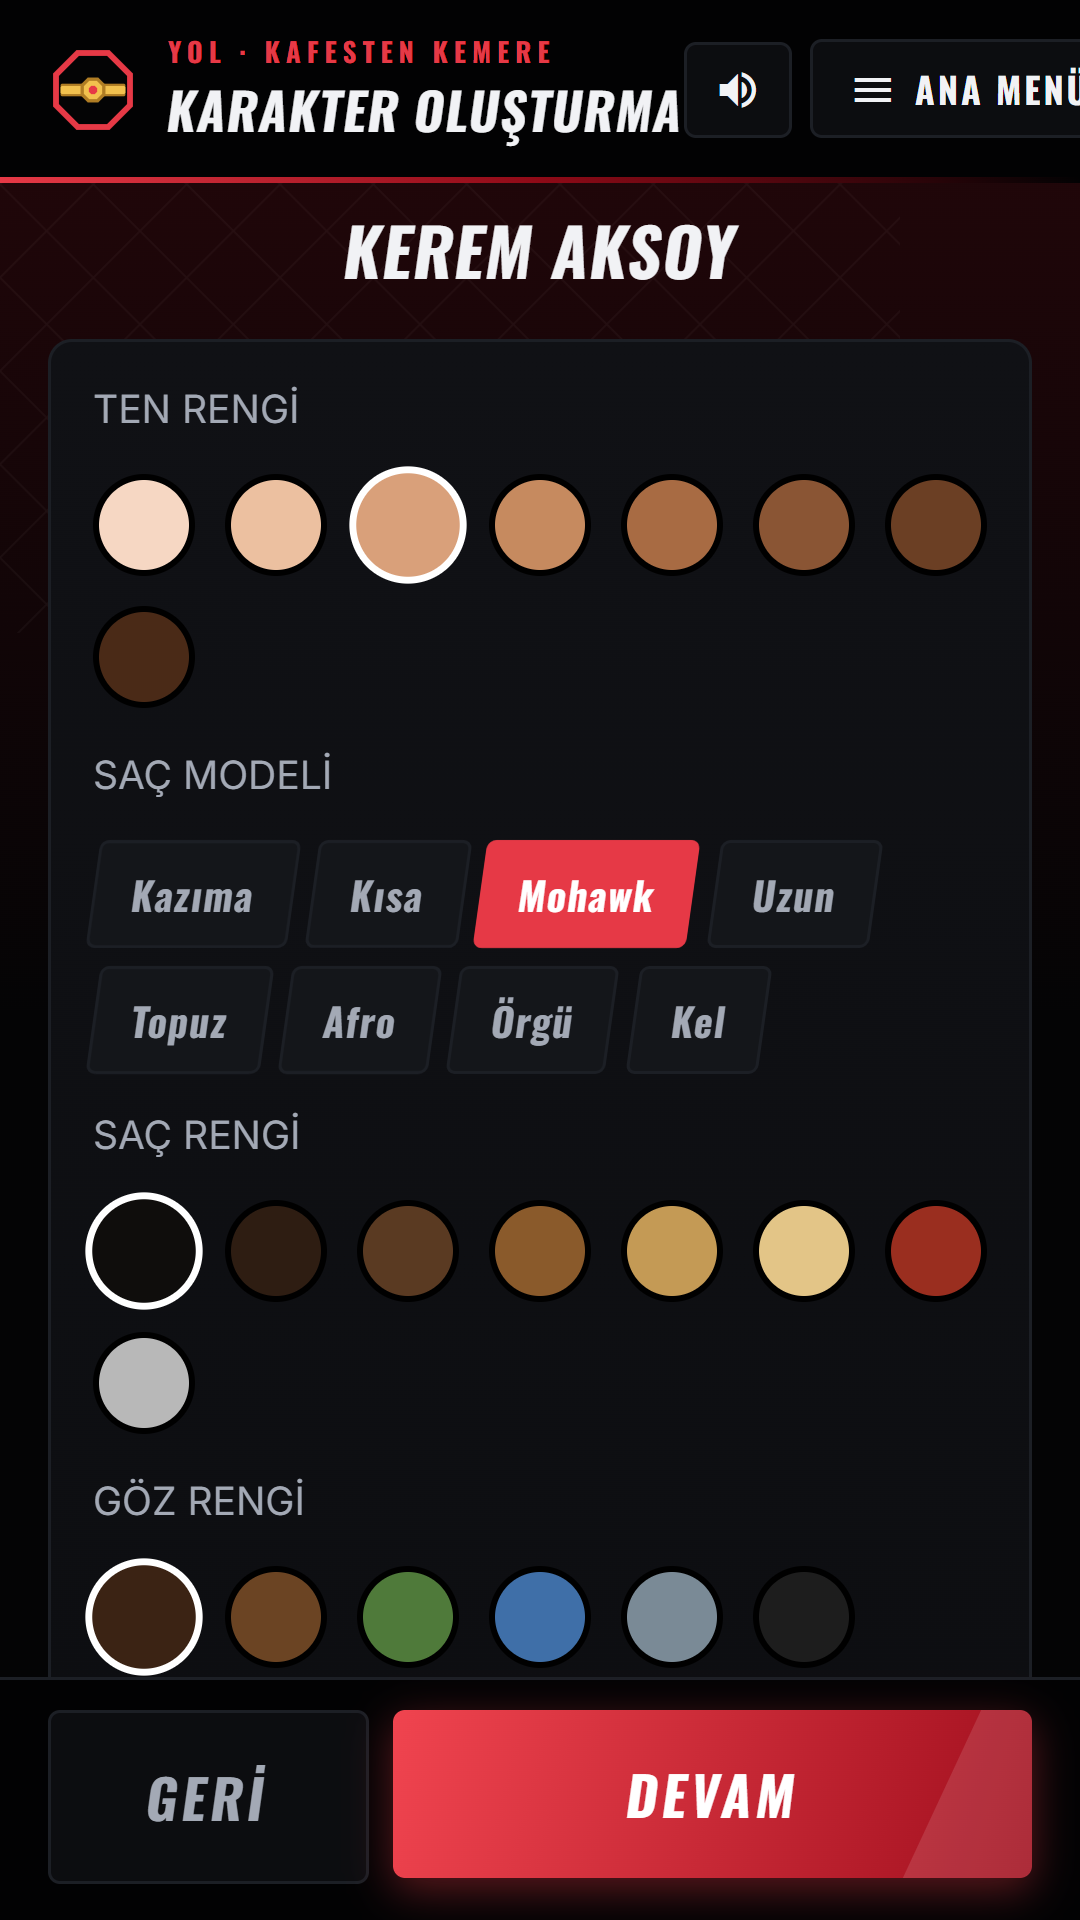 YOL · KAFESTEN KEMERE
KARAKTER OLUŞTURMA
ANA MENÜ
KEREM AKSOY
TEN RENGİ
SAÇ MODELİ
Kazıma Kısa Mohawk Uzun
Topuz Afro Örgü Kel
SAÇ RENGİ
GÖZ RENGİ
GERİ DEVAM